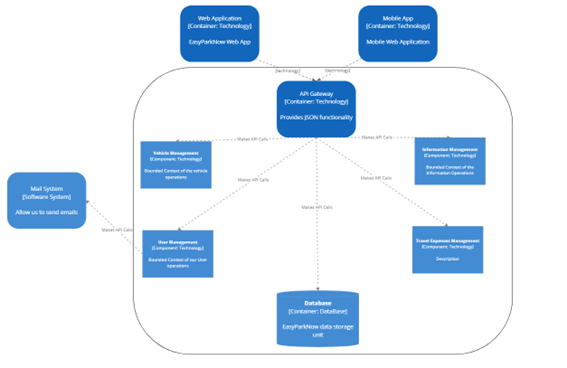 Web Application
[Container: Technology]
EasyParkNow Web App
Mobile App
[Container: Technology]
Mobile Web Application
[technology]
[technology]
API Gateway
[Container: Technology]
Provides JSON functionality
Makes API Calls
Makes API Calls
Vehicle Management
[Component: Technology]
Bounded Context of the vehicle
operations
Information Management
[Component: Technology]
Bounded Context of the
Information Operations
Makes API Calls
Makes API Calls
Mail System
[Software System]
Allow us to send emails
Makes API Calls
Makes API Calls
User Management
[Component: Technology]
Bounded Context of our User
operations
Travel Expenses Management
[Component: Technology]
Description
Database
[Container: DataBase]
EasyParkNow data storage
unit